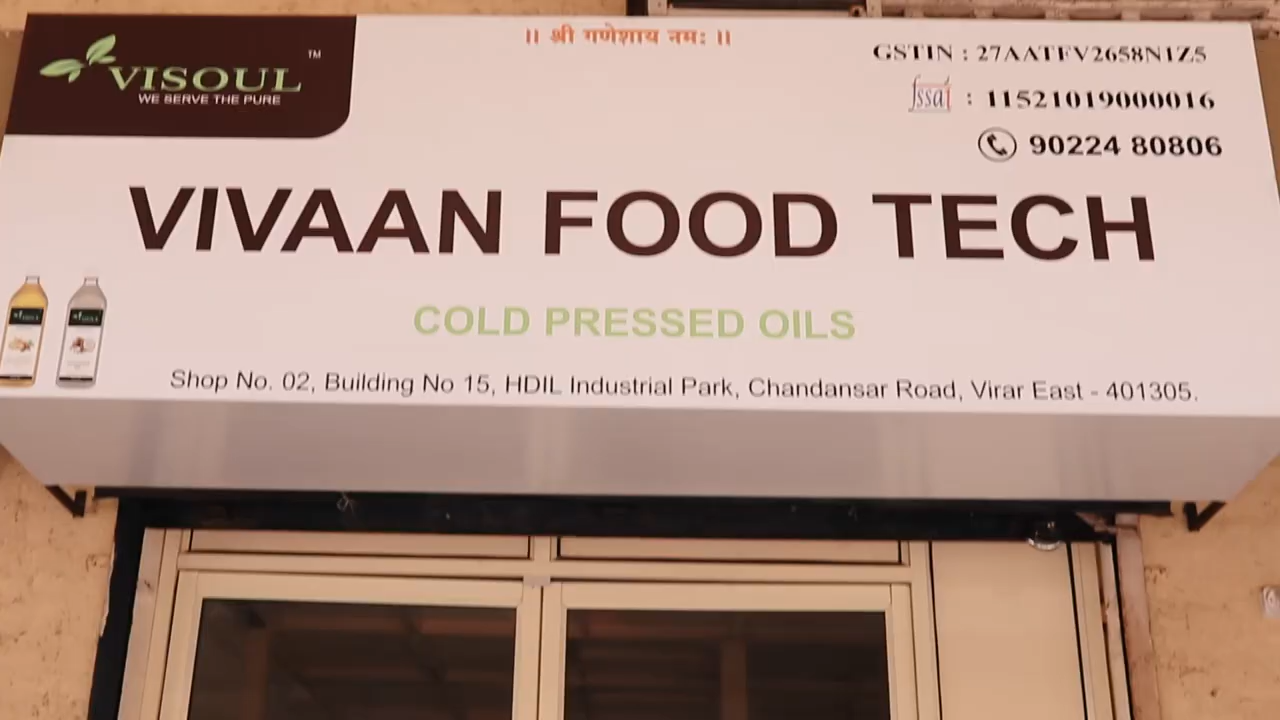 VISOUL ™
WE SERVE THE PURE
॥ श्री गणेशाय नमः ॥
GSTIN : 27AATFV2658N1Z5
fssai : 11521019000016
90224 80806
VIVAAN FOOD TECH
COLD PRESSED OILS
Shop No. 02, Building No 15, HDIL Industrial Park, Chandansar Road, Virar East - 401305.